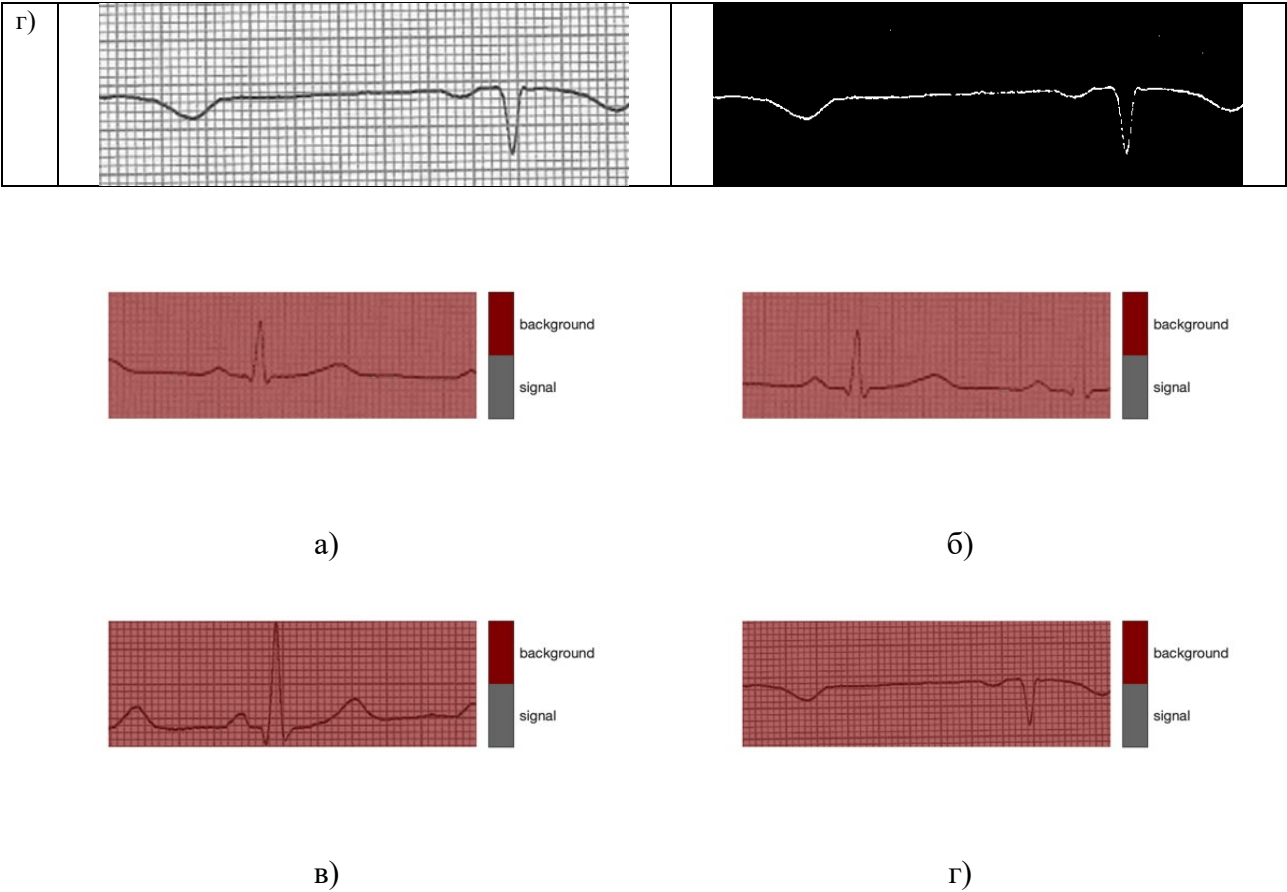 г)
background
signal
background
signal
а)
б)
background
signal
background
signal
в)
г)